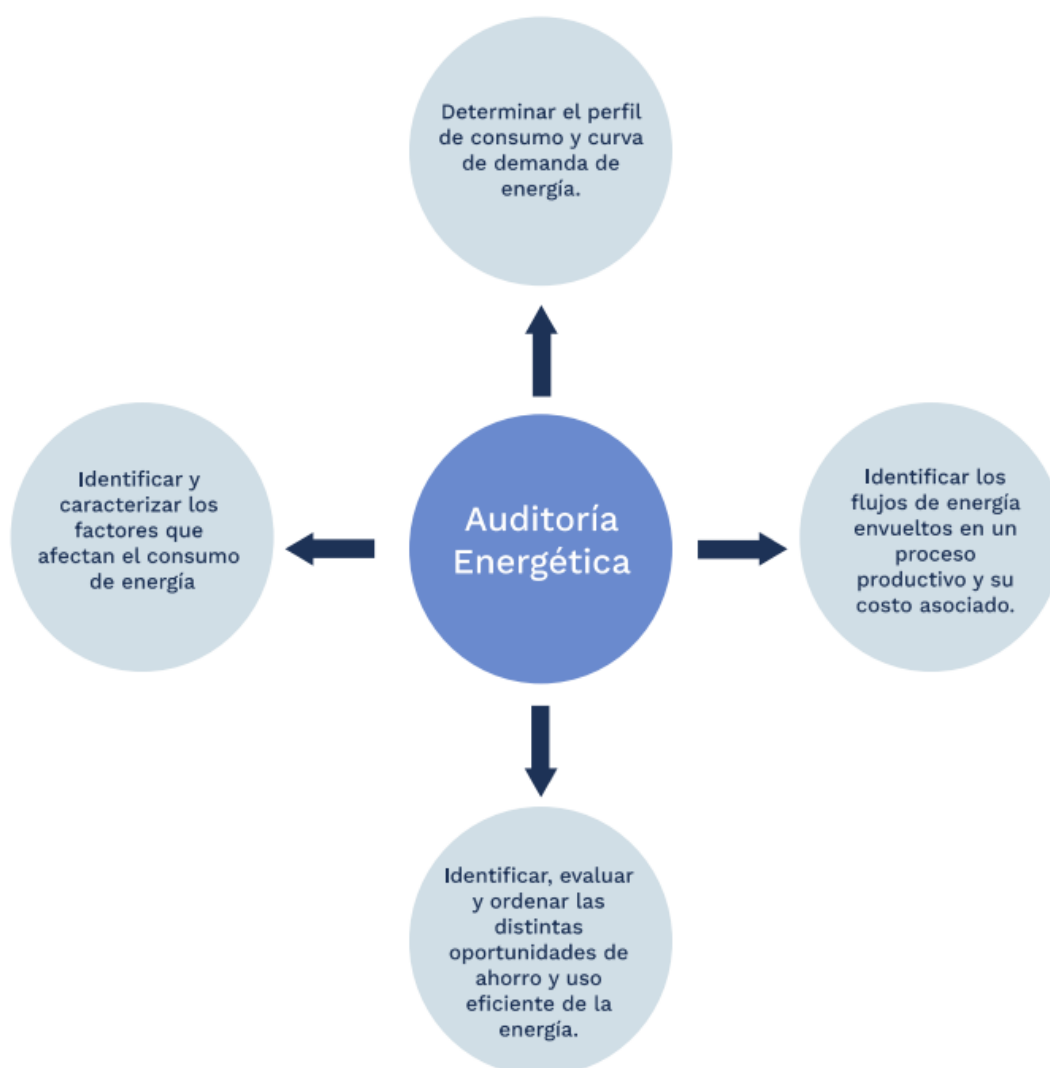 Determinar el perfil
de consumo y curva
de demanda de
energía.
Identificar y
caracterizar los
factores que
afectan el consumo
de energía
Auditoría
Energética
Identificar los
flujos de energía
envueltos en un
proceso
productivo y su
costo asociado.
Identificar, evaluar
y ordenar las
distintas
oportunidades de
ahorro y uso
eficiente de la
energía.